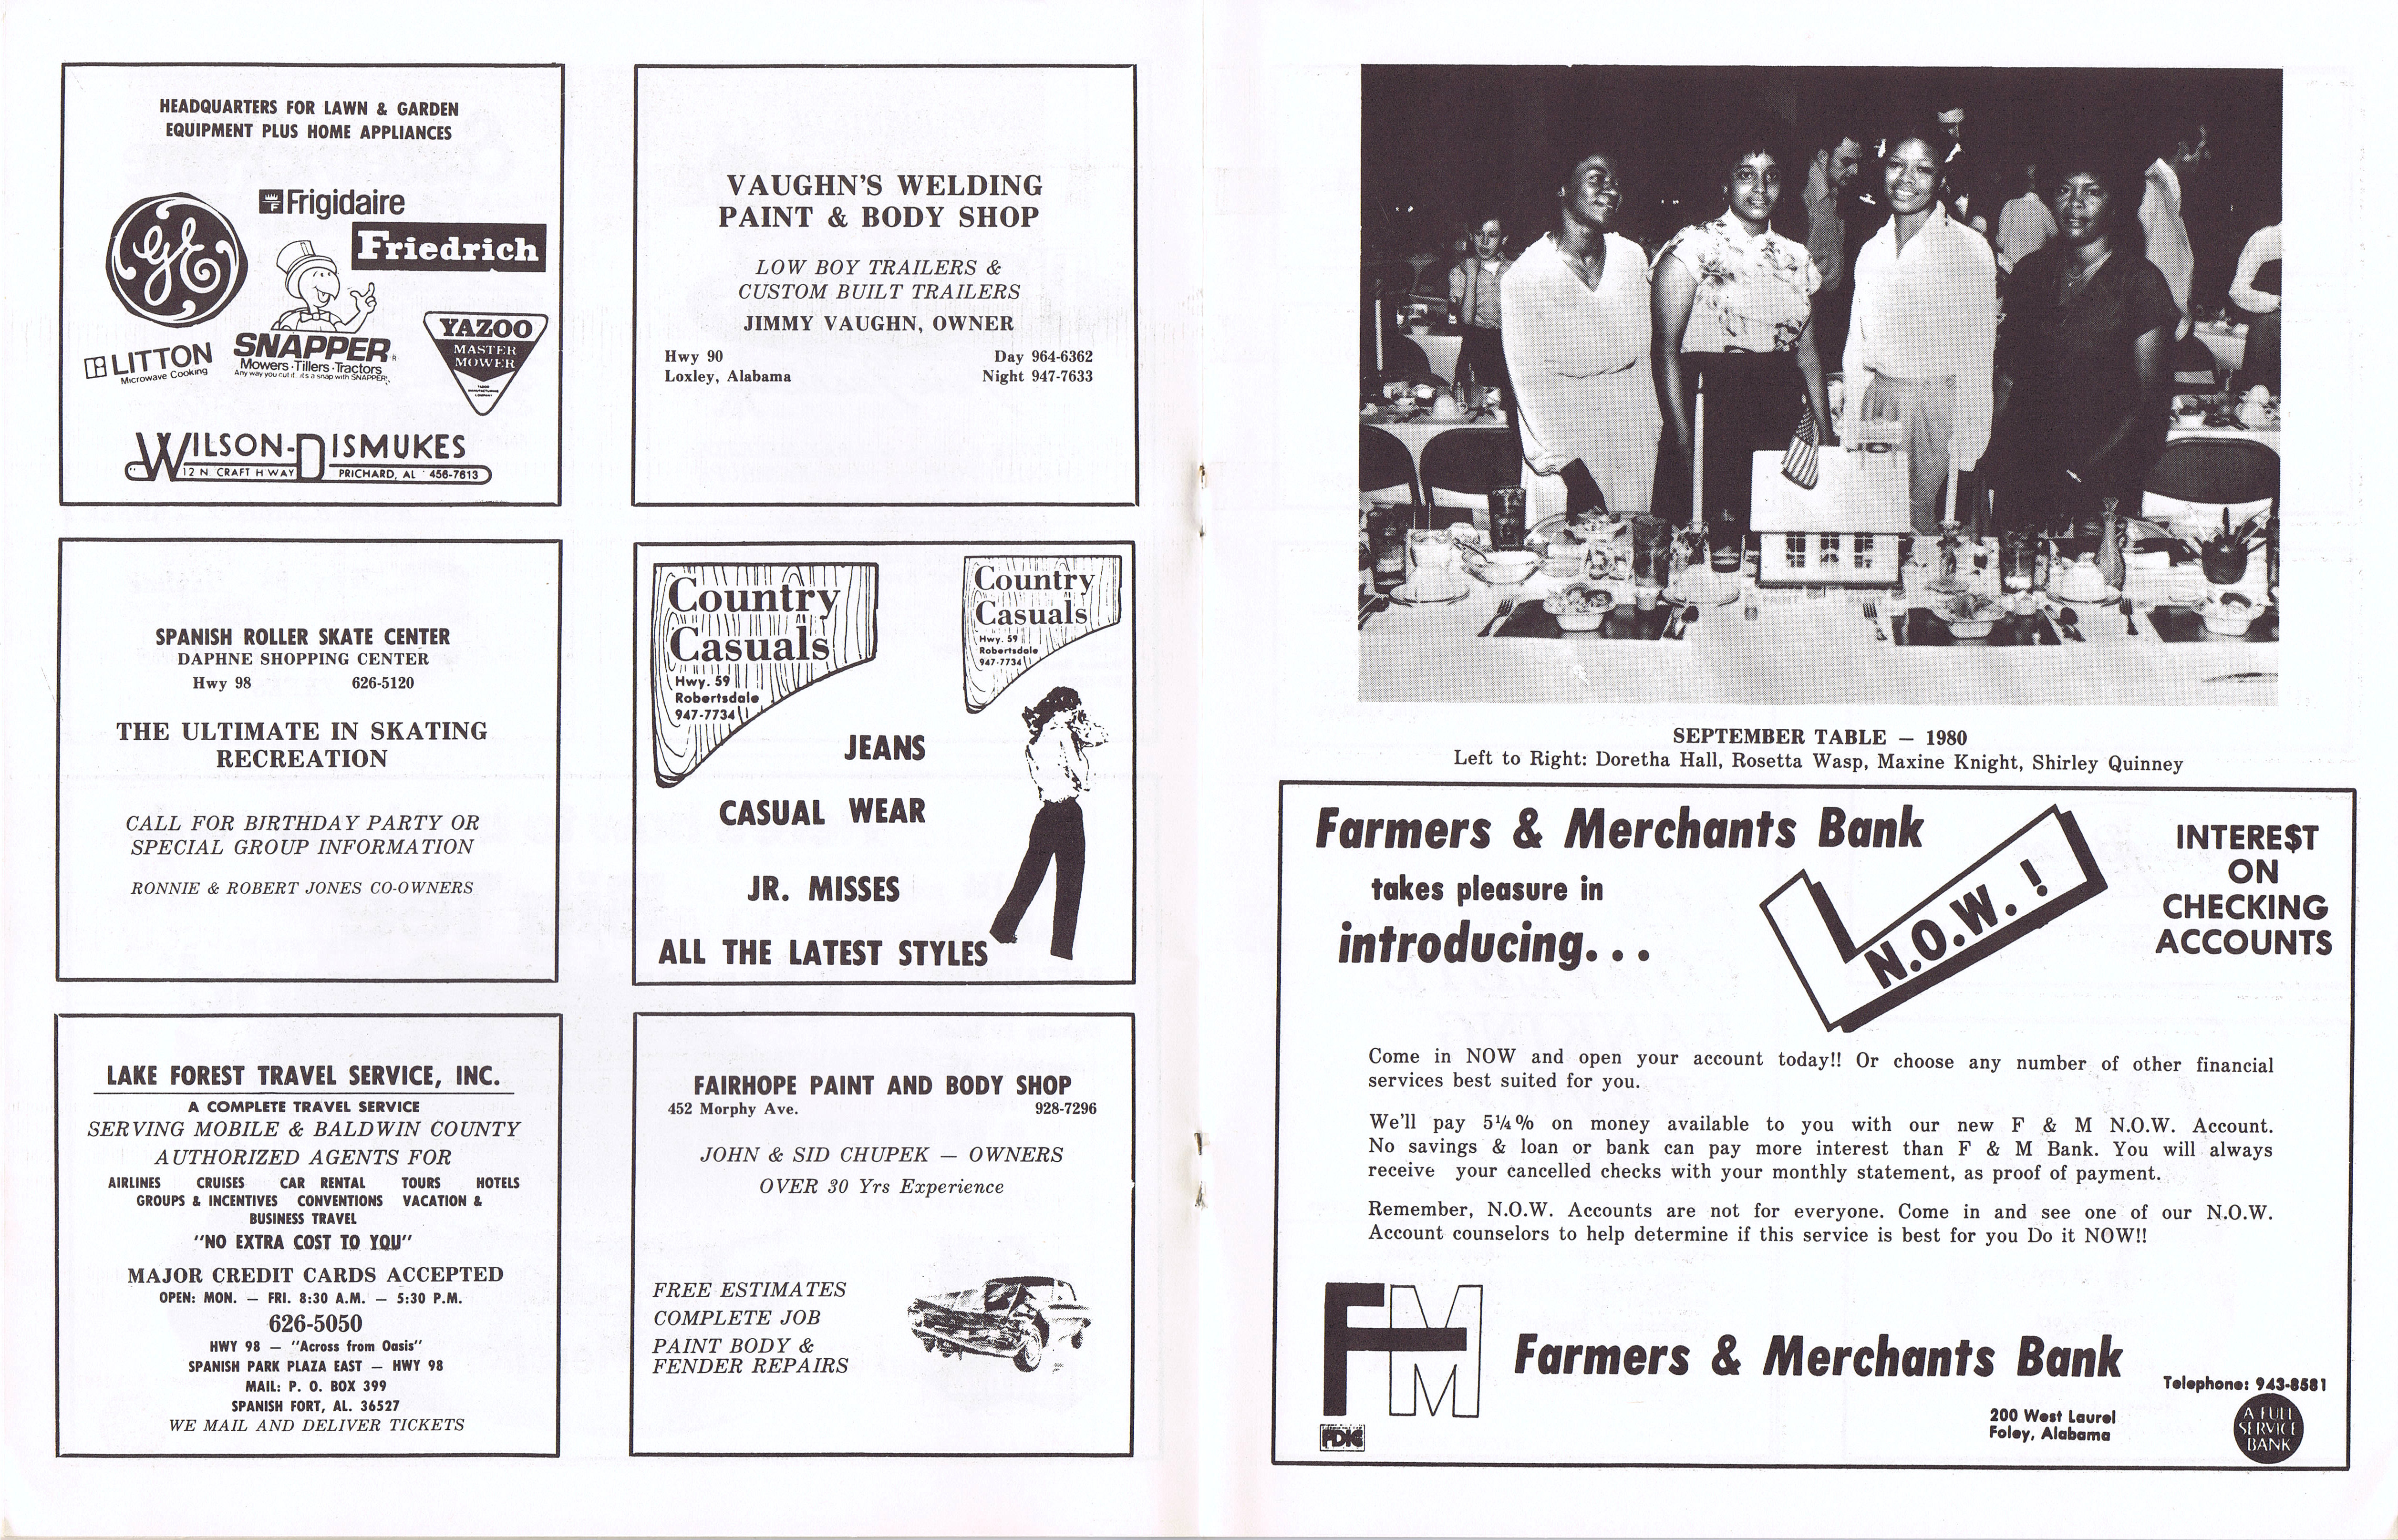 HEADQUARTERS FOR LAWN & GARDEN
EQUIPMENT PLUS HOME APPLIANCES
GE
Frigidaire
Friedrich
LITTON
Microwave Cooking
SNAPPER
Mowers · Tillers · Tractors
Any way you cut it.. it's a snap with SNAPPER.
YAZOO
MASTER
MOWER
WILSON-DISMUKES
12 N. CRAFT HWAY PRICHARD, AL 456-7613
VAUGHN'S WELDING
PAINT & BODY SHOP
LOW BOY TRAILERS &
CUSTOM BUILT TRAILERS
JIMMY VAUGHN, OWNER
Hwy 90 Day 964-6362
Loxley, Alabama Night 947-7633
SPANISH ROLLER SKATE CENTER
DAPHNE SHOPPING CENTER
Hwy 98 626-5120
THE ULTIMATE IN SKATING
RECREATION
CALL FOR BIRTHDAY PARTY OR
SPECIAL GROUP INFORMATION
RONNIE & ROBERT JONES CO-OWNERS
Country
Casuals
Hwy. 59
Robertsdale
947-7734
Country
Casuals
Hwy. 59
Robertsdale
947-7734
JEANS
CASUAL WEAR
JR. MISSES
ALL THE LATEST STYLES
LAKE FOREST TRAVEL SERVICE, INC.
A COMPLETE TRAVEL SERVICE
SERVING MOBILE & BALDWIN COUNTY
AUTHORIZED AGENTS FOR
AIRLINES CRUISES CAR RENTAL TOURS HOTELS
GROUPS & INCENTIVES CONVENTIONS VACATION &
BUSINESS TRAVEL
"NO EXTRA COST TO YOU"
MAJOR CREDIT CARDS ACCEPTED
OPEN: MON. — FRI. 8:30 A.M. — 5:30 P.M.
626-5050
HWY 98 — "Across from Oasis"
SPANISH PARK PLAZA EAST — HWY 98
MAIL: P. O. BOX 399
SPANISH FORT, AL. 36527
WE MAIL AND DELIVER TICKETS
FAIRHOPE PAINT AND BODY SHOP
452 Morphy Ave. 928-7296
JOHN & SID CHUPEK — OWNERS
OVER 30 Yrs Experience
FREE ESTIMATES
COMPLETE JOB
PAINT BODY &
FENDER REPAIRS
SEPTEMBER TABLE — 1980
Left to Right: Doretha Hall, Rosetta Wasp, Maxine Knight, Shirley Quinney
Farmers & Merchants Bank
takes pleasure in
introducing...
N.O.W. !
INTERE$T
ON
CHECKING
ACCOUNTS
Come in NOW and open your account today!! Or choose any number of other financial
services best suited for you.
We'll pay 5¼% on money available to you with our new F & M N.O.W. Account.
No savings & loan or bank can pay more interest than F & M Bank. You will always
receive your cancelled checks with your monthly statement, as proof of payment.
Remember, N.O.W. Accounts are not for everyone. Come in and see one of our N.O.W.
Account counselors to help determine if this service is best for you Do it NOW!!
FM
FDIC
Farmers & Merchants Bank
Telephone: 943-8581
200 West Laurel
Foley, Alabama
A FULL
SERVICE
BANK